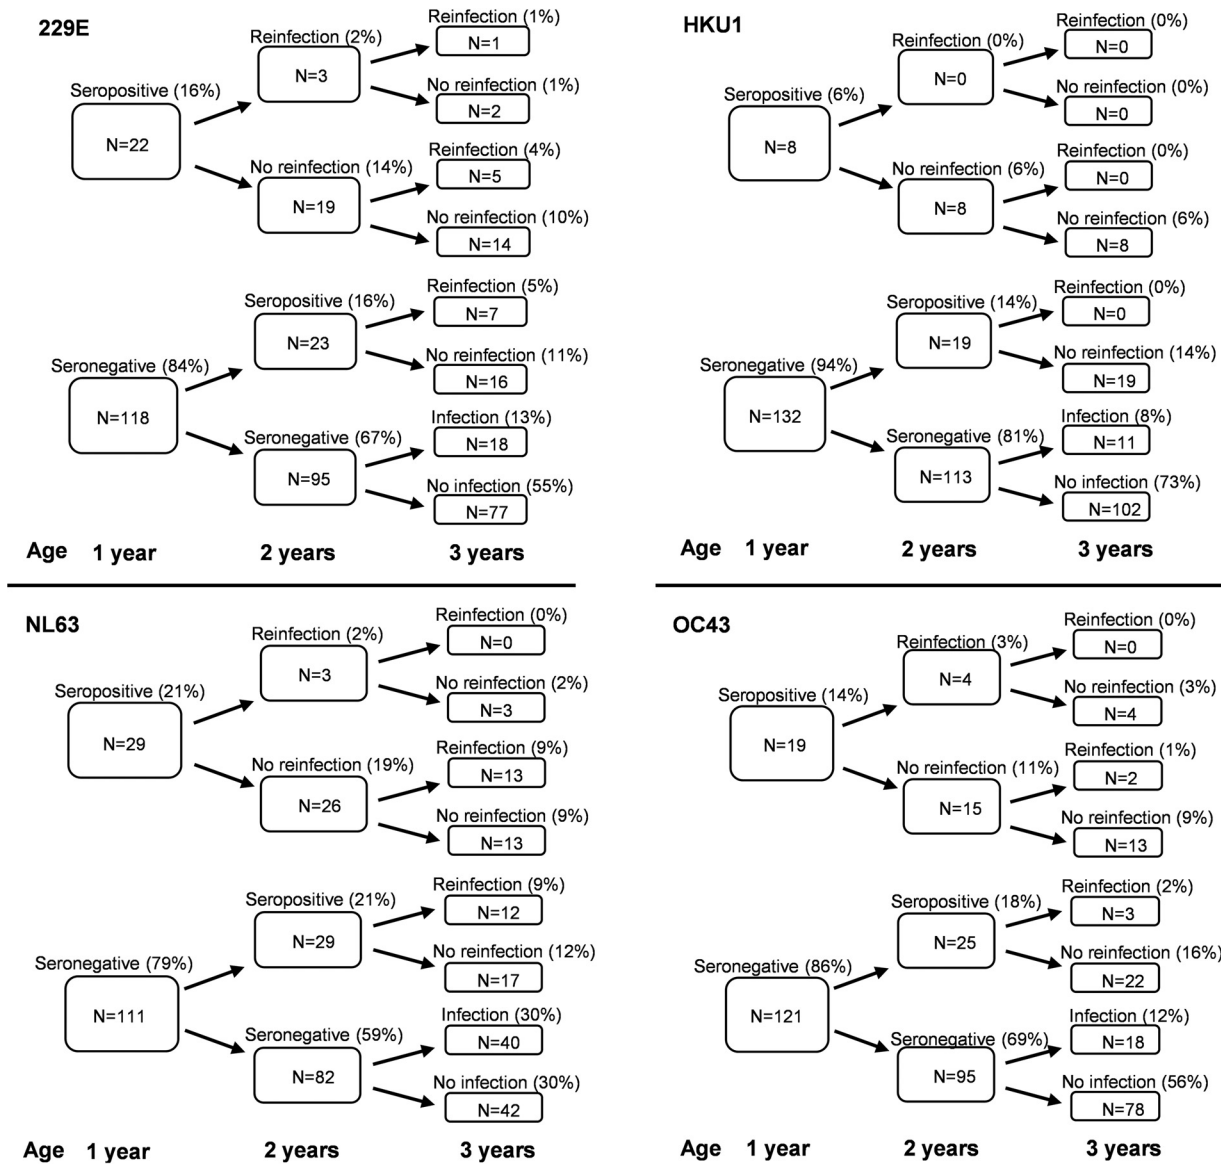 229E
Seropositive (16%)
N=22
Reinfection (2%)
N=3
Reinfection (1%)
N=1
No reinfection (1%)
N=2
No reinfection (14%)
N=19
Reinfection (4%)
N=5
No reinfection (10%)
N=14
Seronegative (84%)
N=118
Seropositive (16%)
N=23
Reinfection (5%)
N=7
No reinfection (11%)
N=16
Seronegative (67%)
N=95
Infection (13%)
N=18
No infection (55%)
N=77
Age 1 year 2 years 3 years
HKU1
Seropositive (6%)
N=8
Reinfection (0%)
N=0
Reinfection (0%)
N=0
No reinfection (0%)
N=0
No reinfection (6%)
N=8
Reinfection (0%)
N=0
No reinfection (6%)
N=8
Seronegative (94%)
N=132
Seropositive (14%)
N=19
Reinfection (0%)
N=0
No reinfection (14%)
N=19
Seronegative (81%)
N=113
Infection (8%)
N=11
No infection (73%)
N=102
Age 1 year 2 years 3 years
NL63
Seropositive (21%)
N=29
Reinfection (2%)
N=3
Reinfection (0%)
N=0
No reinfection (2%)
N=3
No reinfection (19%)
N=26
Reinfection (9%)
N=13
No reinfection (9%)
N=13
Seronegative (79%)
N=111
Seropositive (21%)
N=29
Reinfection (9%)
N=12
No reinfection (12%)
N=17
Seronegative (59%)
N=82
Infection (30%)
N=40
No infection (30%)
N=42
Age 1 year 2 years 3 years
OC43
Seropositive (14%)
N=19
Reinfection (3%)
N=4
Reinfection (0%)
N=0
No reinfection (3%)
N=4
No reinfection (11%)
N=15
Reinfection (1%)
N=2
No reinfection (9%)
N=13
Seronegative (86%)
N=121
Seropositive (18%)
N=25
Reinfection (2%)
N=3
No reinfection (16%)
N=22
Seronegative (69%)
N=95
Infection (12%)
N=18
No infection (56%)
N=78
Age 1 year 2 years 3 years